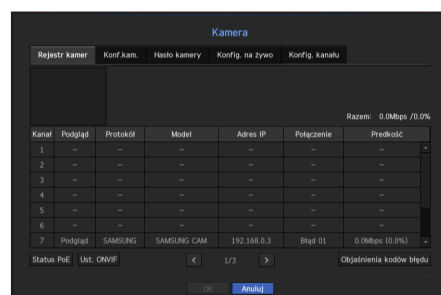 Kamera
Rejestr kamer Konf.kam. Hasło kamery Konfig. na żywo Konfig. kanału
Razem: 0.0Mbps /0.0%
Kanał Podgląd Protokół Model Adres IP Połączenie Predkość
1 – – – – – –
2 – – – – – –
3 – – – – – –
4 – – – – – –
5 – – – – – –
6 – – – – – –
7 Podgląd SAMSUNG SAMSUNG CAM 192.168.0.3 Błąd 01 0.0Mbps (0.0%)
Status PoE Ust. ONVIF < 1/3 > Objaśnienia kodów błędu
OK Anuluj